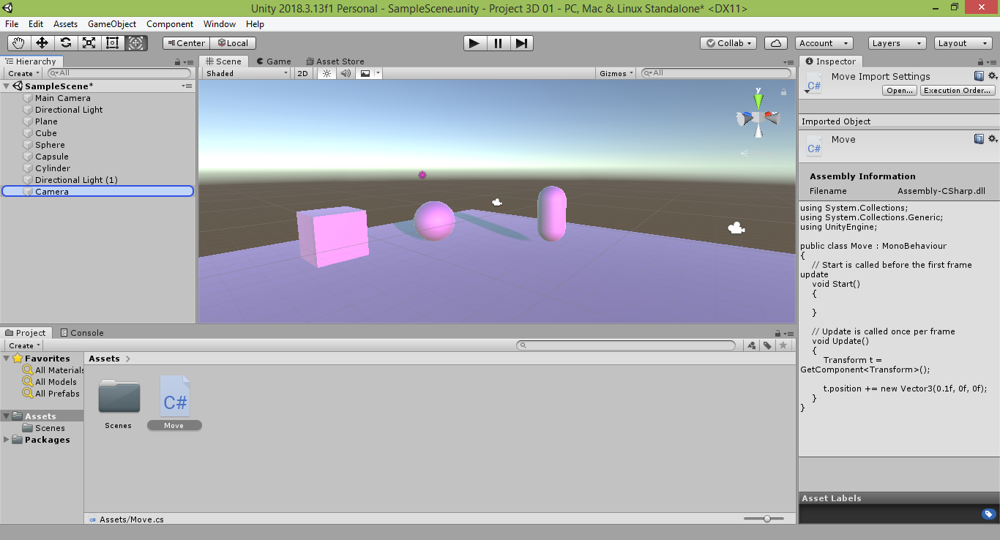 Unity 2018.3.13f1 Personal - SampleScene.unity - Project 3D 01 - PC, Mac & Linux Standalone* <DX11>
File Edit Assets GameObject Component Window Help
Center Local Collab Account Layers Layout
Hierarchy
Create All
SampleScene*
Main Camera
Directional Light
Plane
Cube
Sphere
Capsule
Cylinder
Directional Light (1)
Camera
Scene Game Asset Store
Shaded 2D Gizmos All
y
Inspector
Move Import Settings
C#
Open... Execution Order...
Imported Object
Move
C#
Assembly Information
Filename Assembly-CSharp.dll
using System.Collections;
using System.Collections.Generic;
using UnityEngine;
public class Move : MonoBehaviour
{
// Start is called before the first frame
update
void Start()
{
}
// Update is called once per frame
void Update()
{
Transform t =
GetComponent<Transform>();
t.position += new Vector3(0.1f, 0f, 0f);
}
}
Asset Labels
Project Console
Create
Favorites
All Materials
All Models
All Prefabs
Assets
Scenes
Packages
Assets
C#
Scenes Move
C# Assets/Move.cs